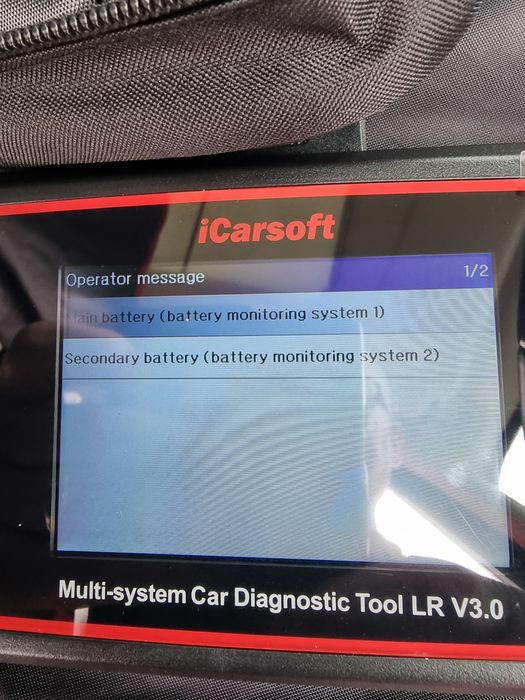 iCarsoft
Operator message 1/2
Main battery (battery monitoring system 1)
Secondary battery (battery monitoring system 2)
Multi-system Car Diagnostic Tool LR V3.0